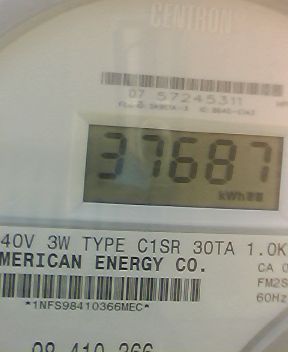 CENTRON
07 57245311
37687
kWh
40V 3W TYPE C1SR 30TA 1.0K
MERICAN ENERGY CO.
CA 0
FM2S
60Hz
*1NFS98410366MEC*
98 410 366